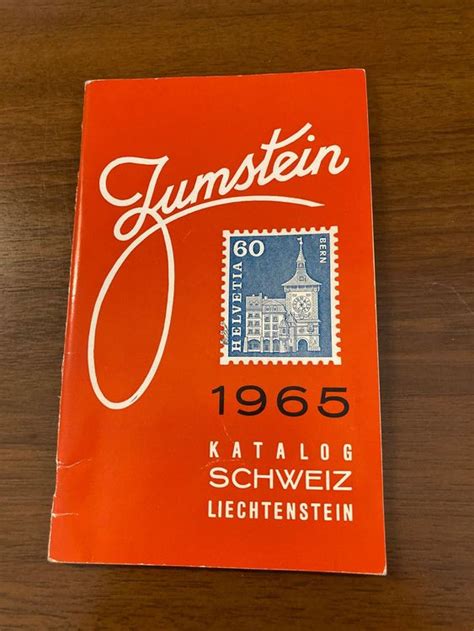 Zumstein
60
BERN
HELVETIA
1965
KATALOG
SCHWEIZ
LIECHTENSTEIN